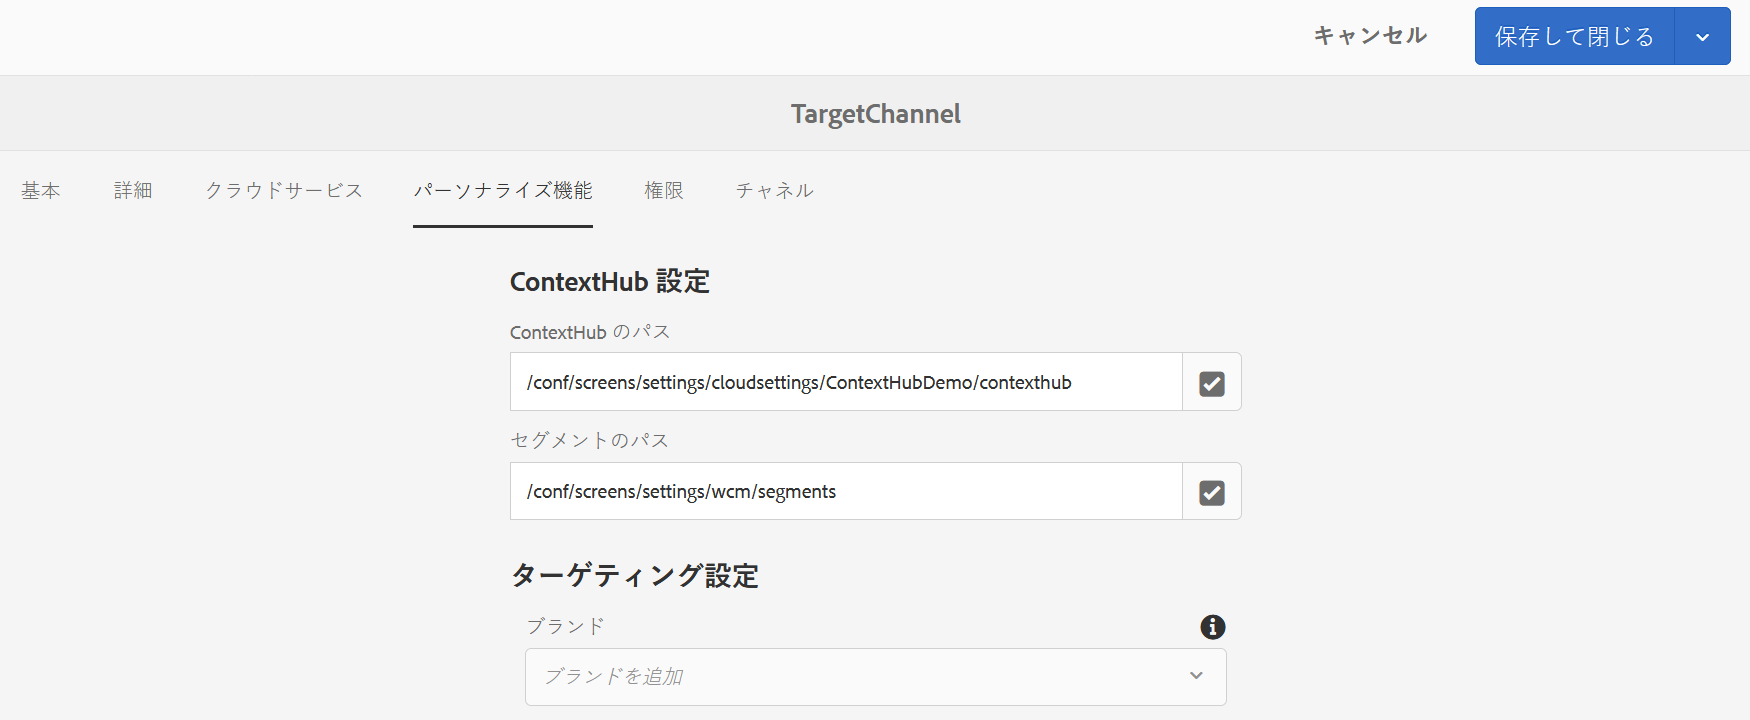 キャンセル 保存して閉じる
TargetChannel
基本 詳細 クラウドサービス パーソナライズ機能 権限 チャネル
ContextHub 設定
ContextHub のパス
/conf/screens/settings/cloudsettings/ContextHubDemo/contexthub
セグメントのパス
/conf/screens/settings/wcm/segments
ターゲティング設定
ブランド
ブランドを追加